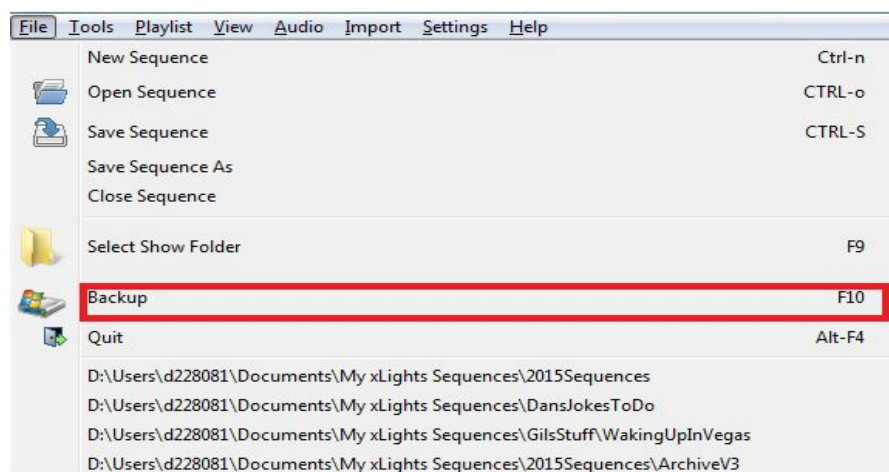 File Tools Playlist View Audio Import Settings Help
New Sequence Ctrl-n
Open Sequence CTRL-o
Save Sequence CTRL-S
Save Sequence As
Close Sequence
Select Show Folder F9
Backup F10
Quit Alt-F4
D:\Users\d228081\Documents\My xLights Sequences\2015Sequences
D:\Users\d228081\Documents\My xLights Sequences\DansJokesToDo
D:\Users\d228081\Documents\My xLights Sequences\GilsStuff\WakingUpInVegas
D:\Users\d228081\Documents\My xLights Sequences\2015Sequences\ArchiveV3